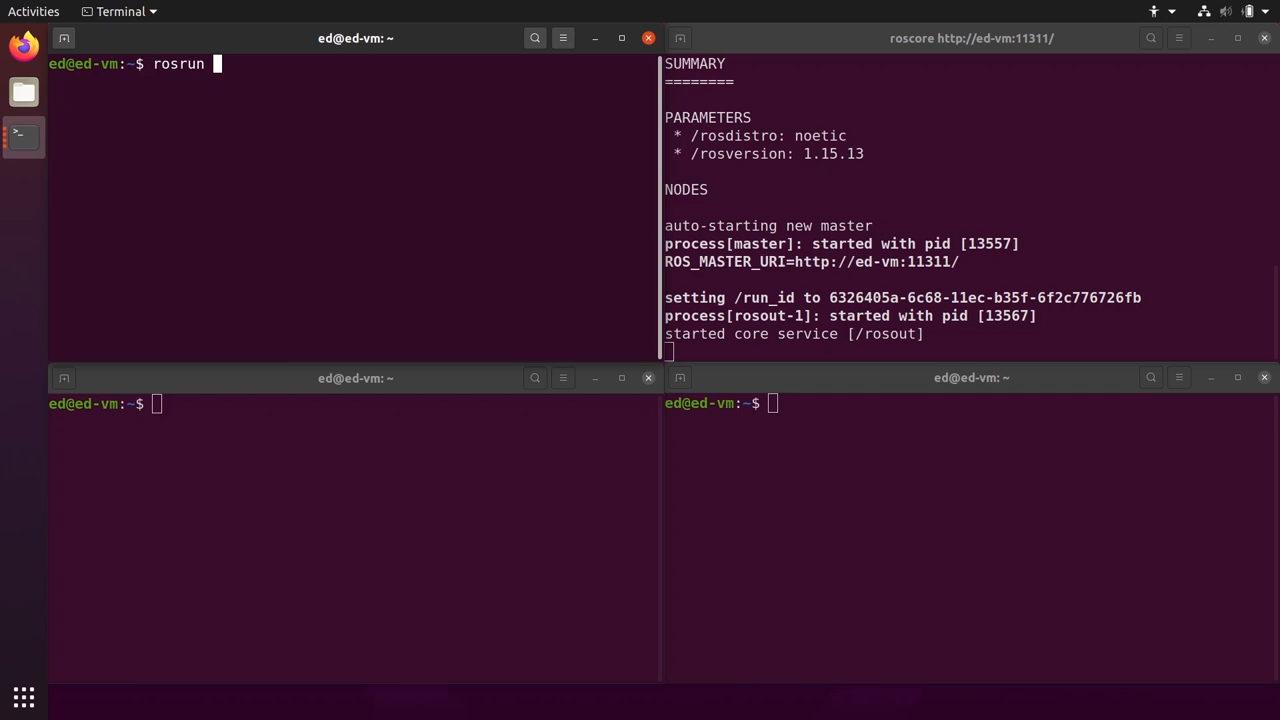 Activities
Terminal
ed@ed-vm: ~
ed@ed-vm:~$ rosrun
roscore http://ed-vm:11311/
SUMMARY
========
PARAMETERS
* /rosdistro: noetic
* /rosversion: 1.15.13
NODES
auto-starting new master
process[master]: started with pid [13557]
ROS_MASTER_URI=http://ed-vm:11311/
setting /run_id to 6326405a-6c68-11ec-b35f-6f2c776726fb
process[rosout-1]: started with pid [13567]
started core service [/rosout]
ed@ed-vm: ~
ed@ed-vm:~$
ed@ed-vm: ~
ed@ed-vm:~$